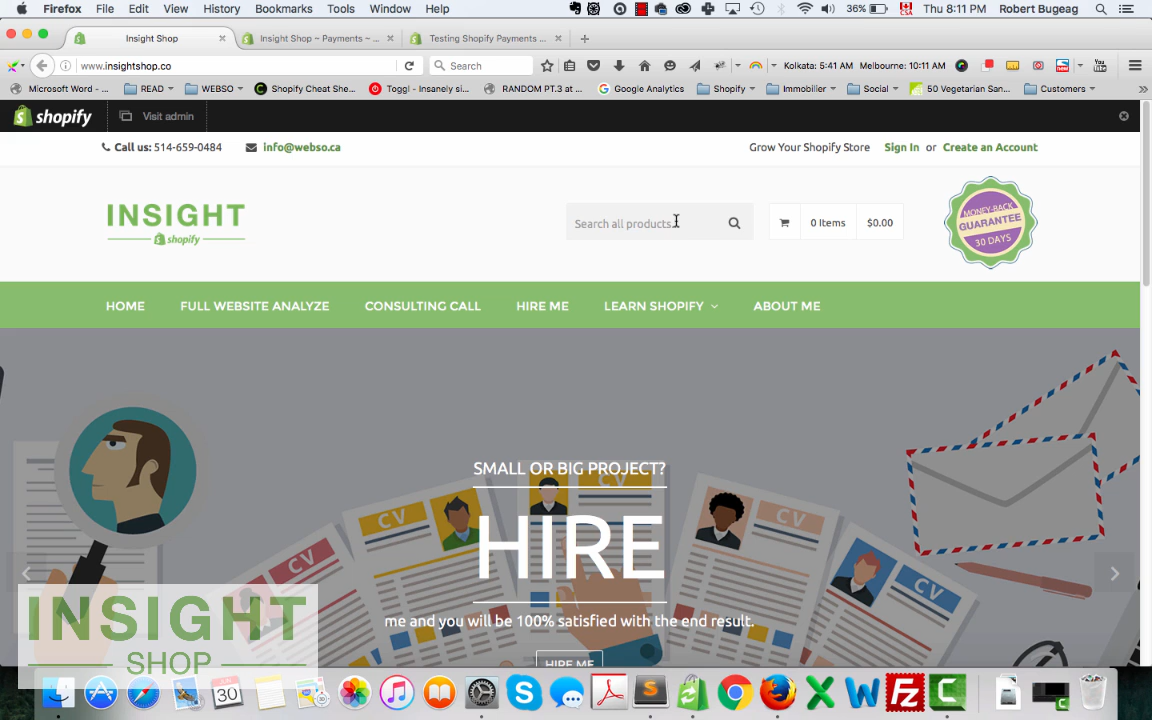 Firefox File Edit View History Bookmarks Tools Window Help 36% Thu 8:11 PM Robert Bugeag
Insight Shop Insight Shop ~ Payments ~ ... Testing Shopify Payments ...
www.insightshop.co Search Kolkata: 5:41 AM Melbourne: 10:11 AM
Microsoft Word - ... READ WEBSO Shopify Cheat She... Toggl - Insanely si... RANDOM PT.3 at ... Google Analytics Shopify Immobilier Social 50 Vegetarian San... Customers
shopify Visit admin
Call us: 514-659-0484 info@webso.ca Grow Your Shopify Store Sign In or Create an Account
INSIGHT
shopify
Search all products... 0 Items $0.00
MONEY-BACK
GUARANTEE
30 DAYS
HOME FULL WEBSITE ANALYZE CONSULTING CALL HIRE ME LEARN SHOPIFY ABOUT ME
SMALL OR BIG PROJECT?
CV CV CV CV CV
HIRE
me and you will be 100% satisfied with the end result.
HIRE ME
INSIGHT
SHOP
JUL
30